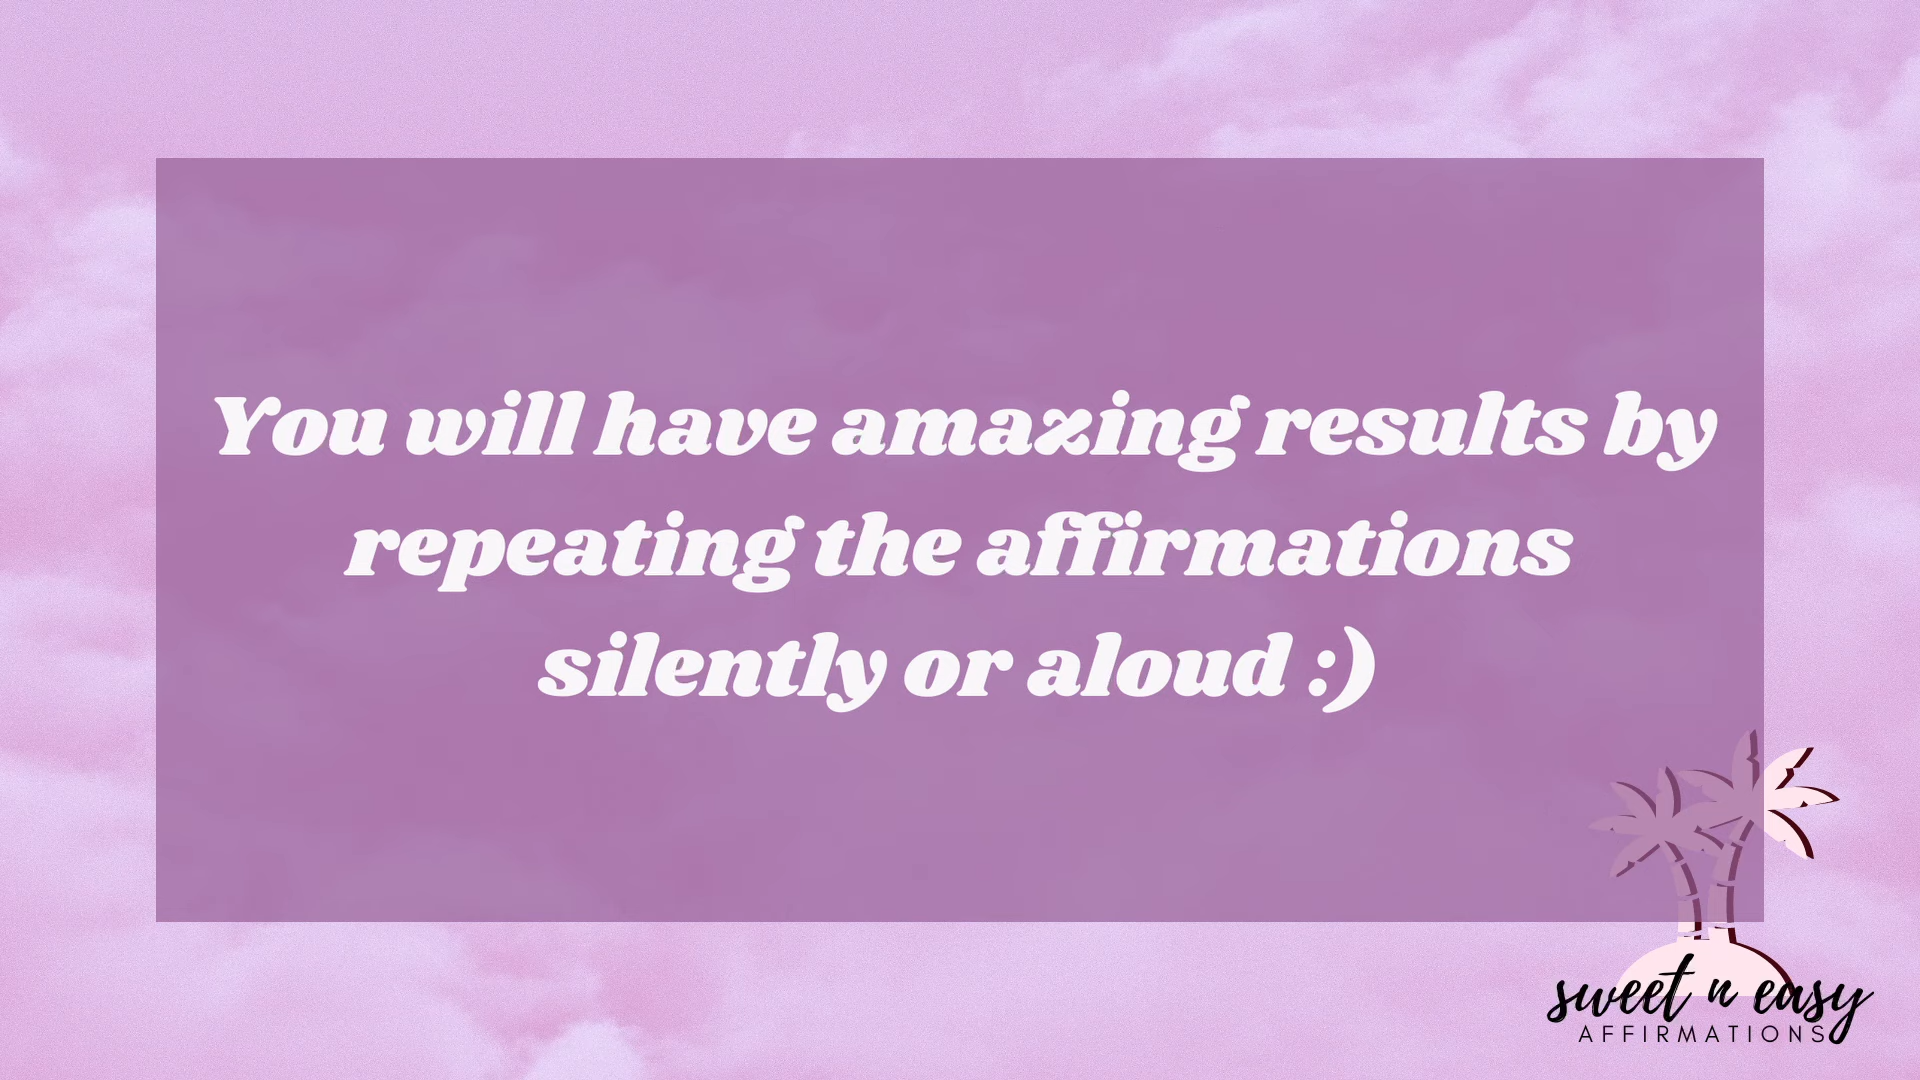 You will have amazing results by
repeating the affirmations
silently or aloud :)
sweet n easy
AFFIRMATIONS